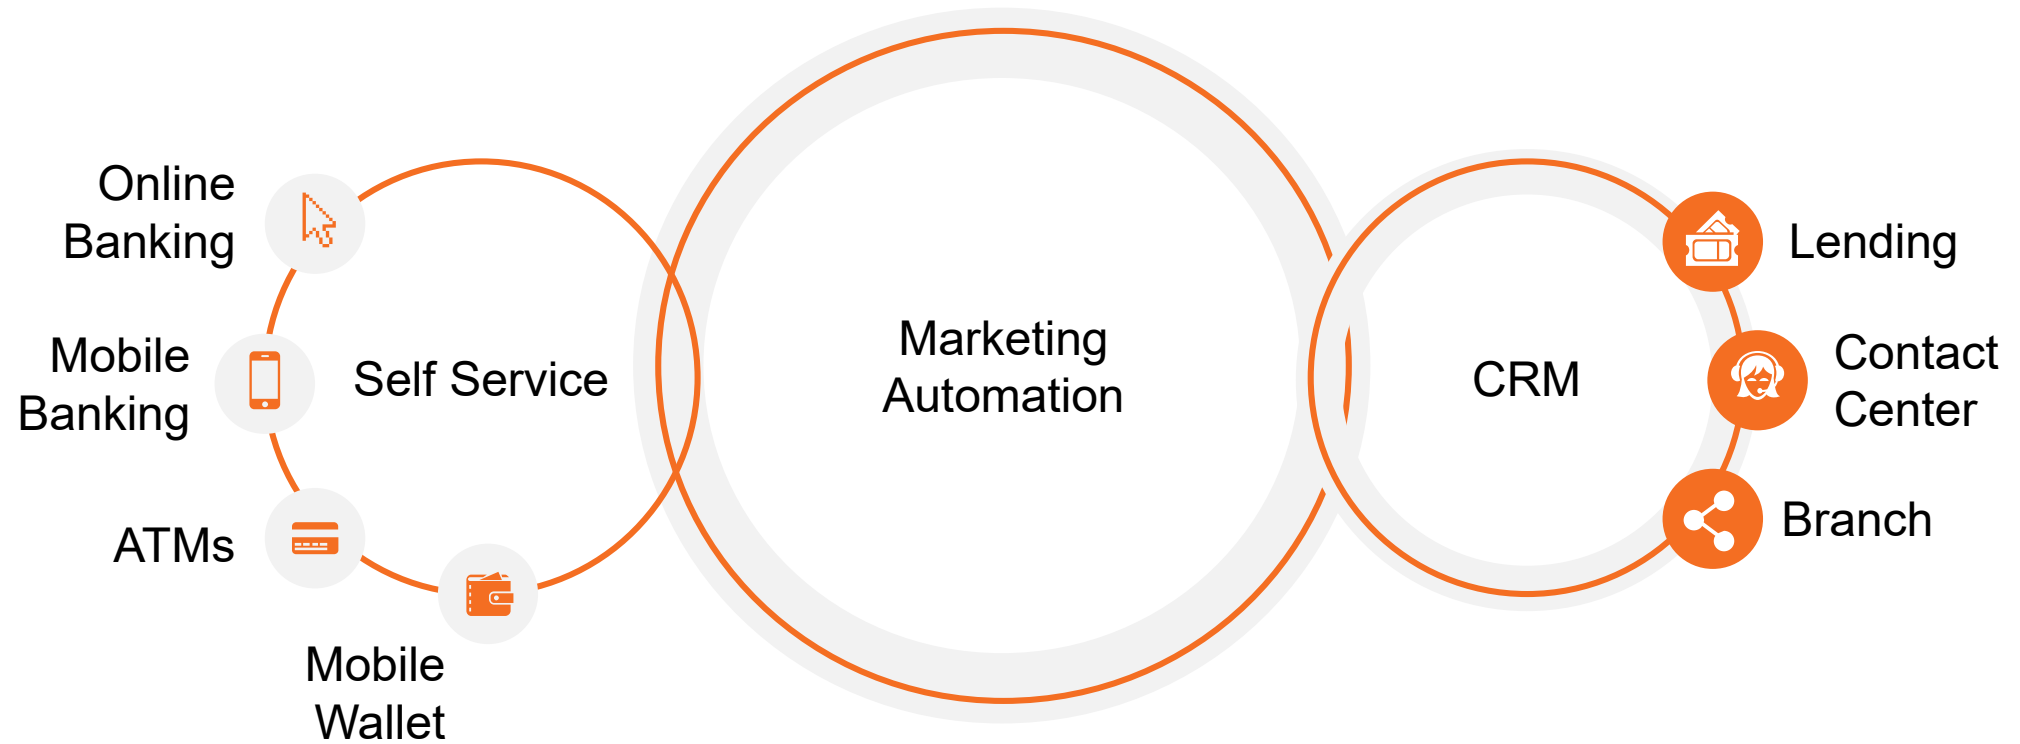 Online
Banking
Mobile
Banking
ATMs
Mobile
Wallet
Self Service
Marketing
Automation
CRM
Lending
Contact
Center
Branch